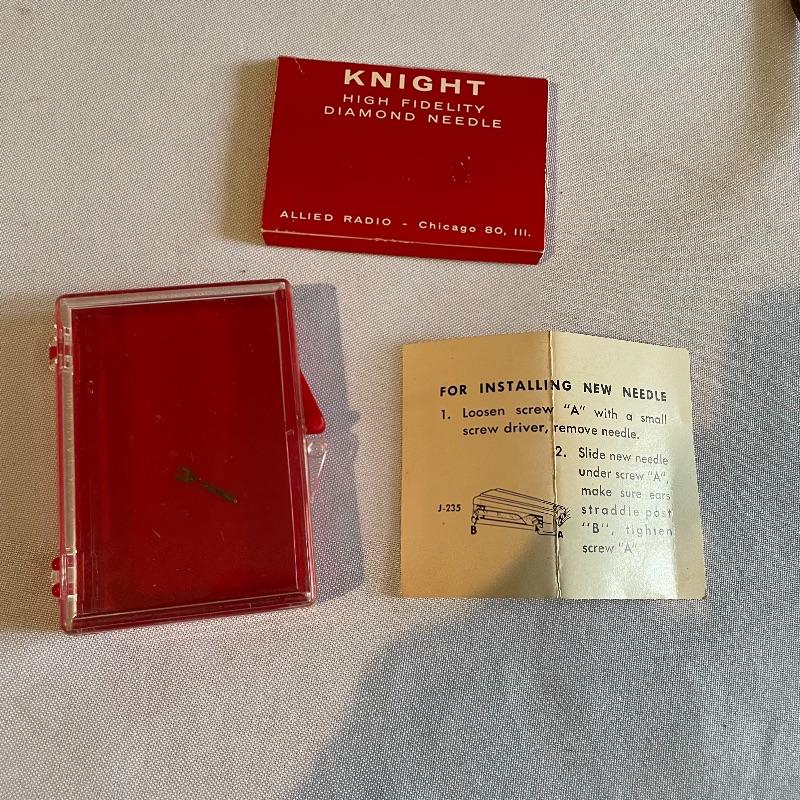 KNIGHT
HIGH FIDELITY
DIAMOND NEEDLE
ALLIED RADIO - Chicago 80, Ill.
FOR INSTALLING NEW NEEDLE
1. Loosen screw "A" with a small
screw driver, remove needle.
2. Slide new needle
under screw "A",
make sure ears
straddle post
"B", tighten
screw "A"
J-235
B
A